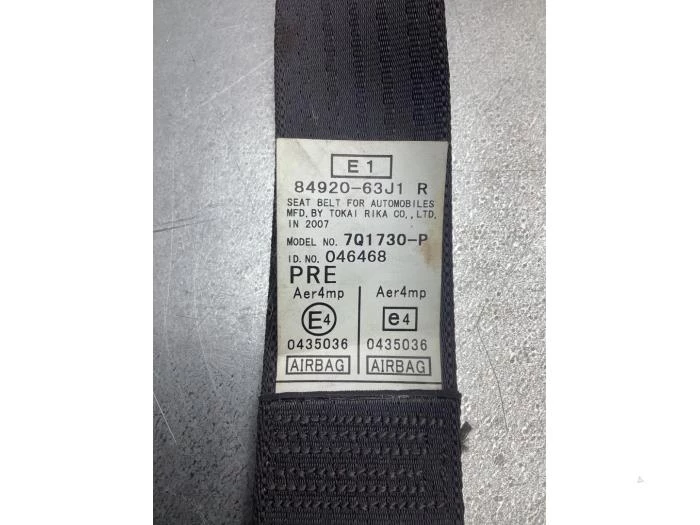 E1
84920-63J1 R
SEAT BELT FOR AUTOMOBILES
MFD. BY TOKAI RIKA CO., LTD.
IN 2007
MODEL NO. 7Q1730-P
I D. NO. 046468
PRE
Aer4mp Aer4mp
E4 e4
0435036 0435036
AIRBAG AIRBAG